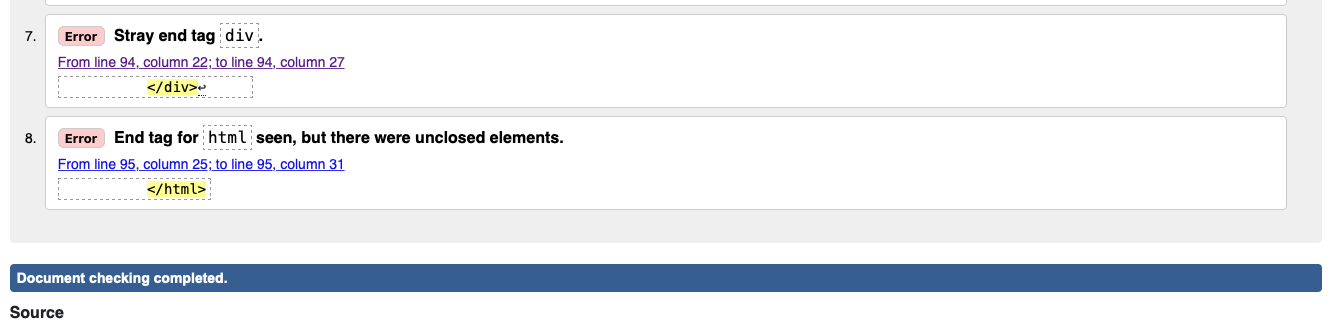 7. Error Stray end tag div.
From line 94, column 22; to line 94, column 27
</div>↩
8. Error End tag for html seen, but there were unclosed elements.
From line 95, column 25; to line 95, column 31
</html>
Document checking completed.
Source